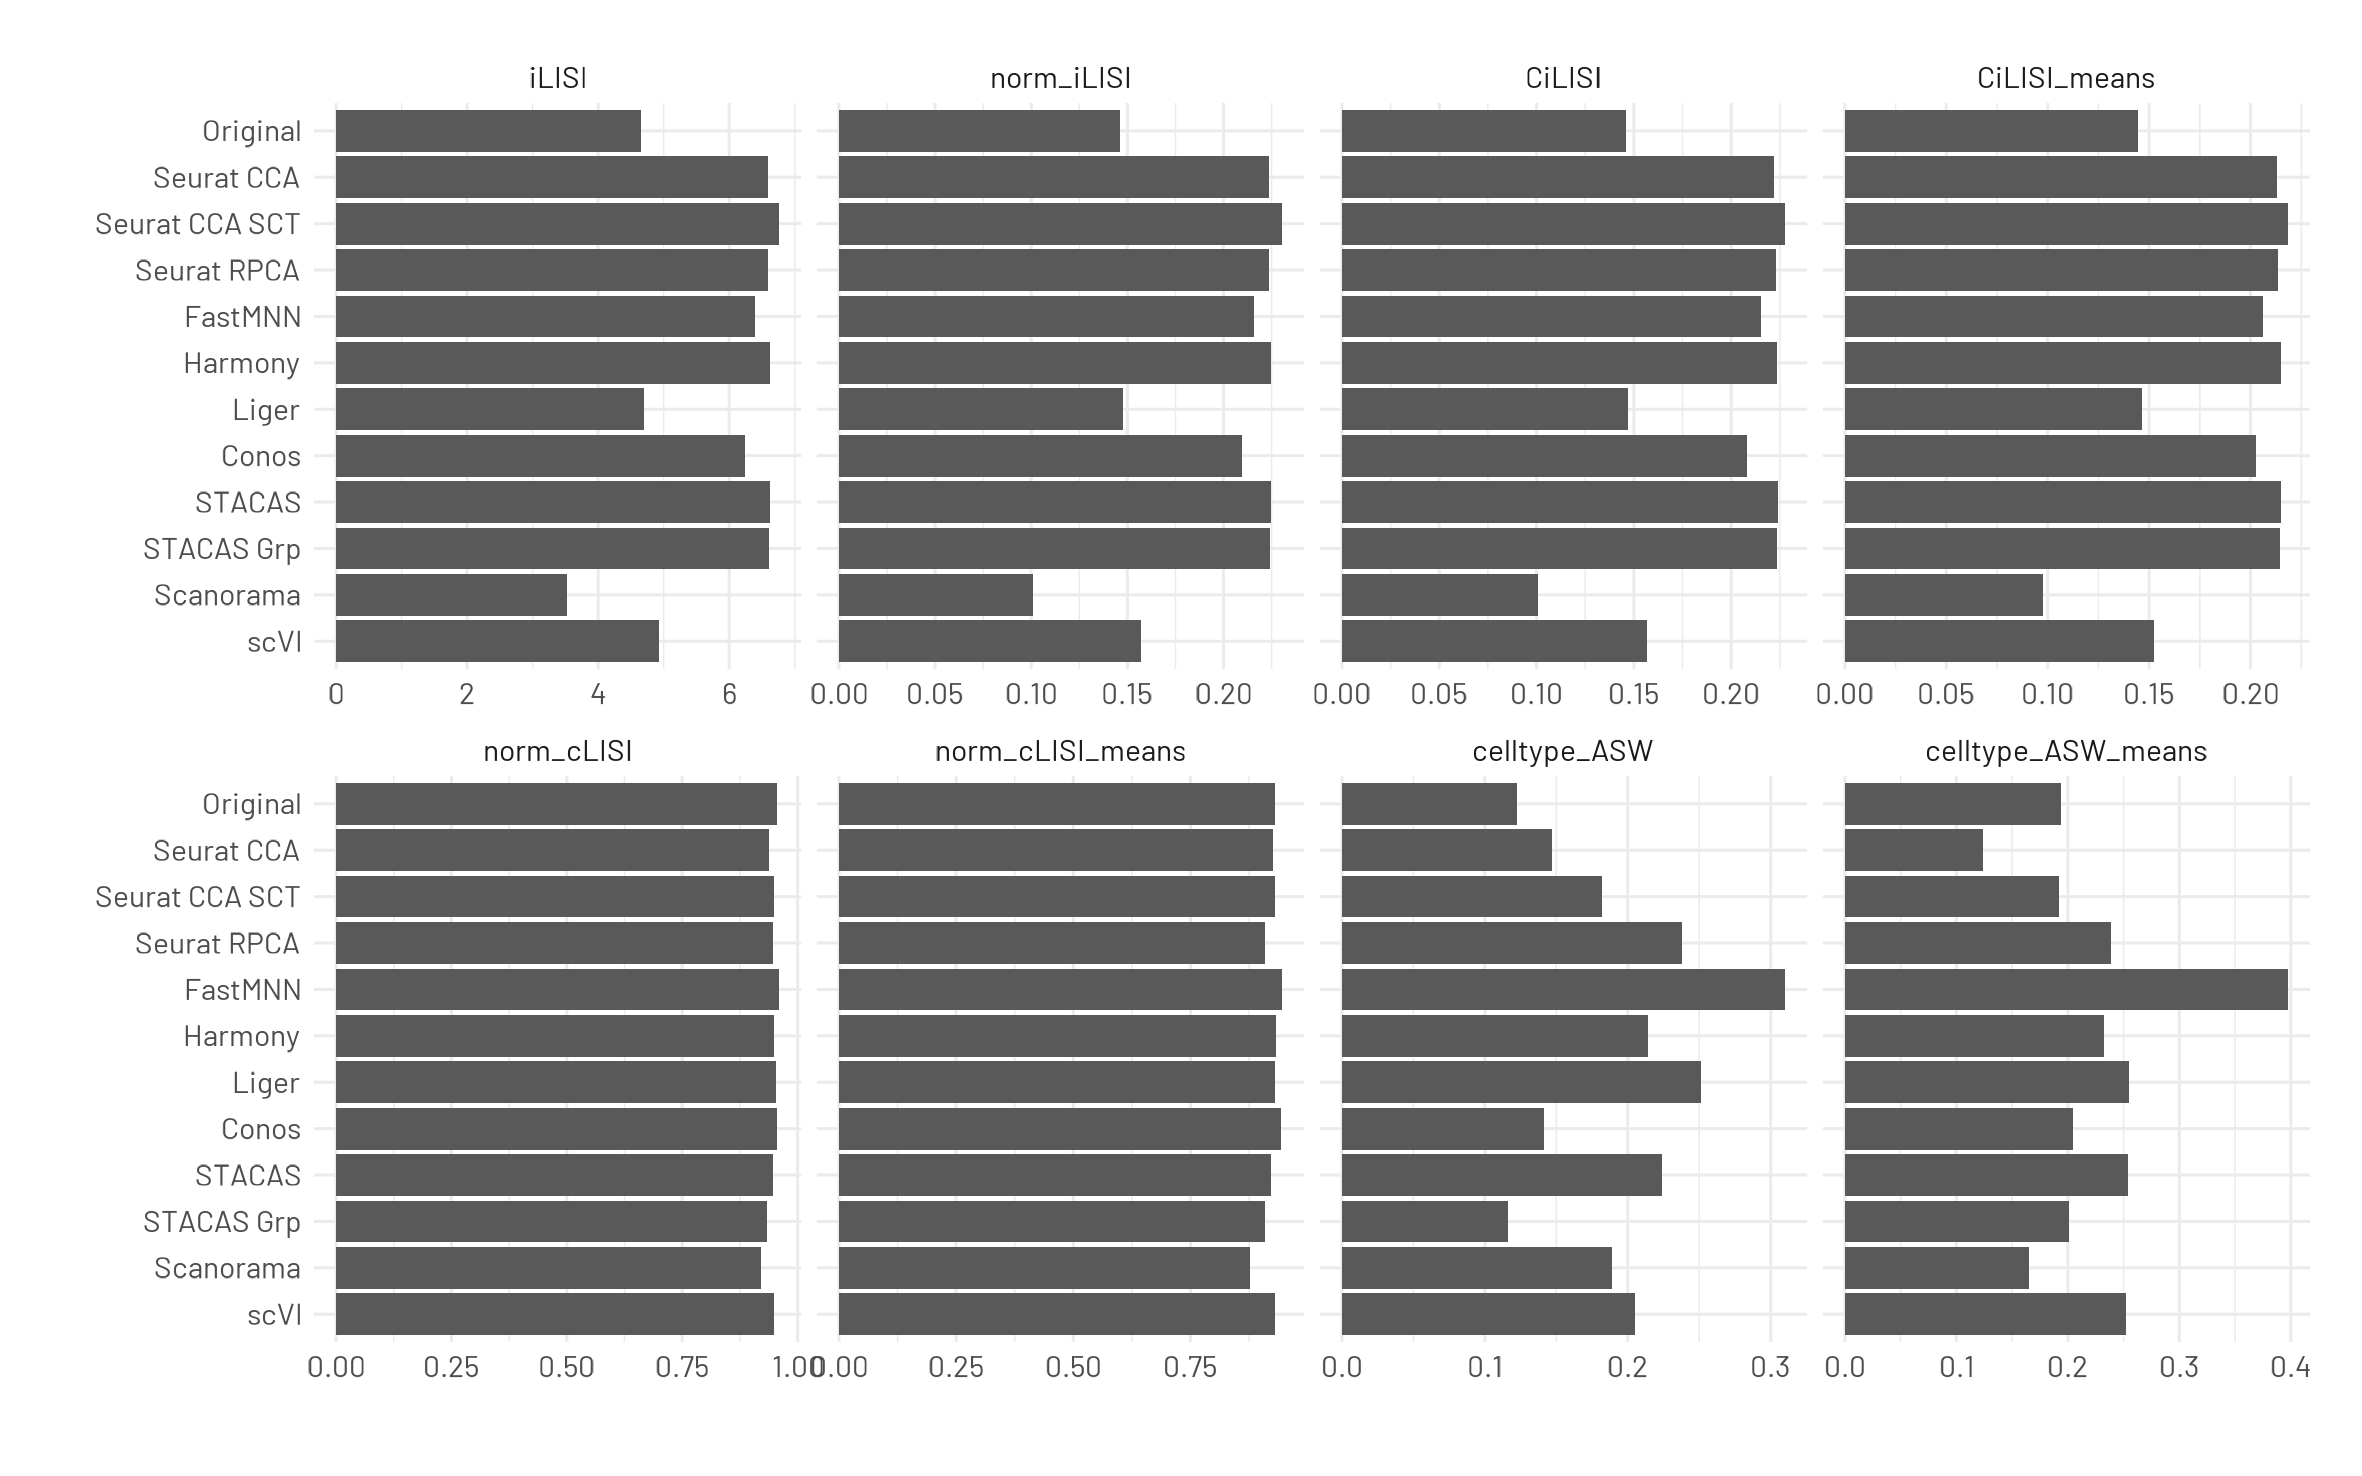 iLISI norm_iLISI CiLISI CiLISI_means
Original
Seurat CCA
Seurat CCA SCT
Seurat RPCA
FastMNN
Harmony
Liger
Conos
STACAS
STACAS Grp
Scanorama
scVI
0 2 4 6 0.00 0.05 0.10 0.15 0.20 0.00 0.05 0.10 0.15 0.20 0.00 0.05 0.10 0.15 0.20
norm_cLISI norm_cLISI_means celltype_ASW celltype_ASW_means
Original
Seurat CCA
Seurat CCA SCT
Seurat RPCA
FastMNN
Harmony
Liger
Conos
STACAS
STACAS Grp
Scanorama
scVI
0.00 0.25 0.50 0.75 1.00 0.00 0.25 0.50 0.75 0.0 0.1 0.2 0.3 0.0 0.1 0.2 0.3 0.4